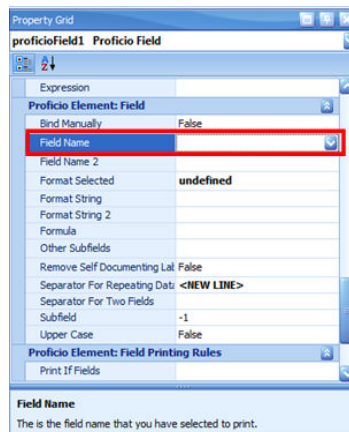 Property Grid
proficioField1 Proficio Field
Expression
Proficio Element: Field
Bind Manually False
Field Name
Field Name 2
Format Selected undefined
Format String
Format String 2
Formula
Other Subfields
Remove Self Documenting Lab False
Separator For Repeating Data <NEW LINE>
Separator For Two Fields
Subfield -1
Upper Case False
Proficio Element: Field Printing Rules
Print If Fields
Field Name
The is the field name that you have selected to print.